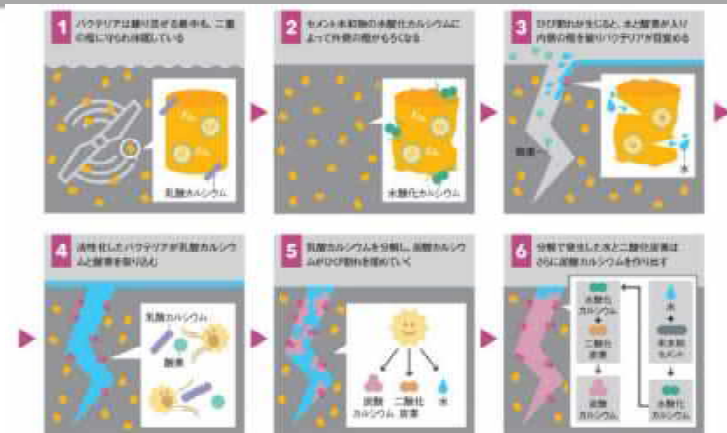 1 バクテリアは練り混ぜる最中も、二重
の殻に守られ休眠している
乳酸カルシウム
2 セメント水和物の水酸化カルシウムに
よって外側の殻がもろくなる
水酸化カルシウム
3 ひび割れが生じると、水と酸素が入り
内側の殻を破りバクテリアが目覚める
酸素
水
4 活性化したバクテリアが乳酸カルシウ
ムと酸素を取り込む
乳酸カルシウム
酸素
5 乳酸カルシウムを分解し、炭酸カルシウ
ムがひび割れを埋めていく
炭酸
カルシウム
二酸化
炭素
水
6 分解で発生した水と二酸化炭素は
さらに炭酸カルシウムを作り出す
水酸化
カルシウム
+
二酸化
炭素
炭酸
カルシウム
水
+
未水和
セメント
水酸化
カルシウム